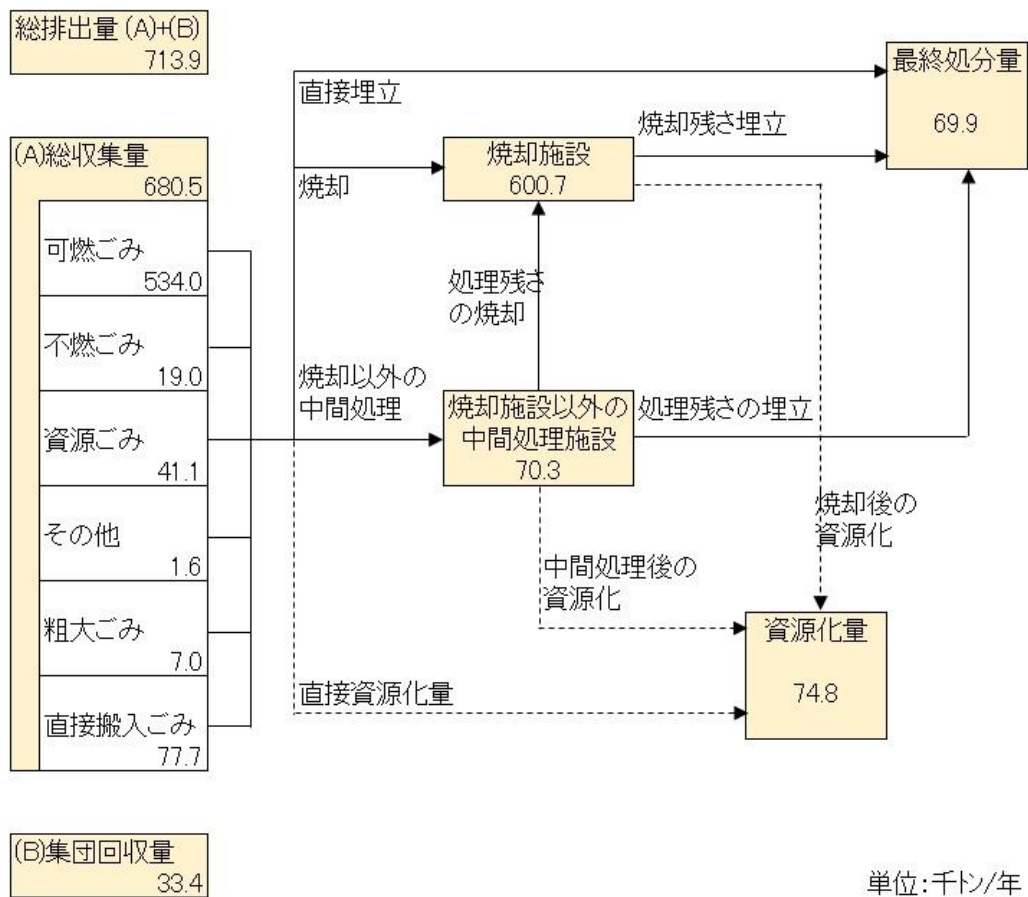 総排出量 (A)+(B)
713.9
(A)総収集量
680.5
可燃ごみ
534.0
不燃ごみ
19.0
資源ごみ
41.1
その他
1.6
粗大ごみ
7.0
直接搬入ごみ
77.7
(B)集団回収量
33.4
直接埋立
焼却
焼却以外の
中間処理
直接資源化量
焼却施設
600.7
処理残さ
の焼却
焼却施設以外の
中間処理施設
70.3
中間処理後の
資源化
焼却残さ埋立
処理残さの埋立
焼却後の
資源化
最終処分量
69.9
資源化量
74.8
単位:千トン/年